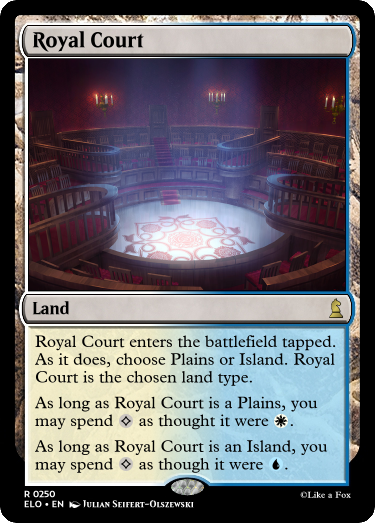 Royal Court
Land
Royal Court enters the battlefield tapped.
As it does, choose Plains or Island. Royal
Court is the chosen land type.
As long as Royal Court is a Plains, you
may spend as thought it were .
As long as Royal Court is an Island, you
may spend as though it were .
R 0250
ELO • EN Julian Seifert-Olszewski
©Like a Fox